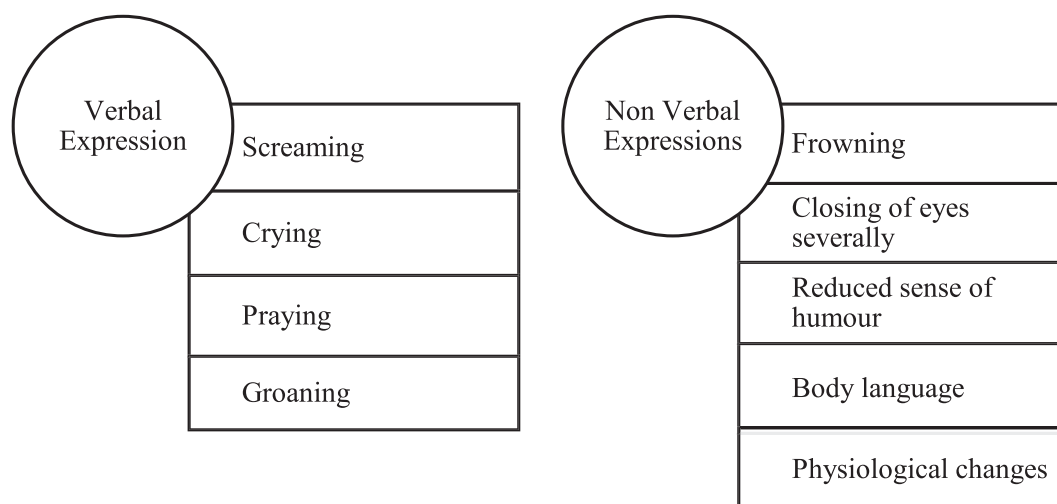 Verbal
Expression
Screaming
Crying
Praying
Groaning
Non Verbal
Expressions
Frowning
Closing of eyes
severally
Reduced sense of
humour
Body language
Physiological changes